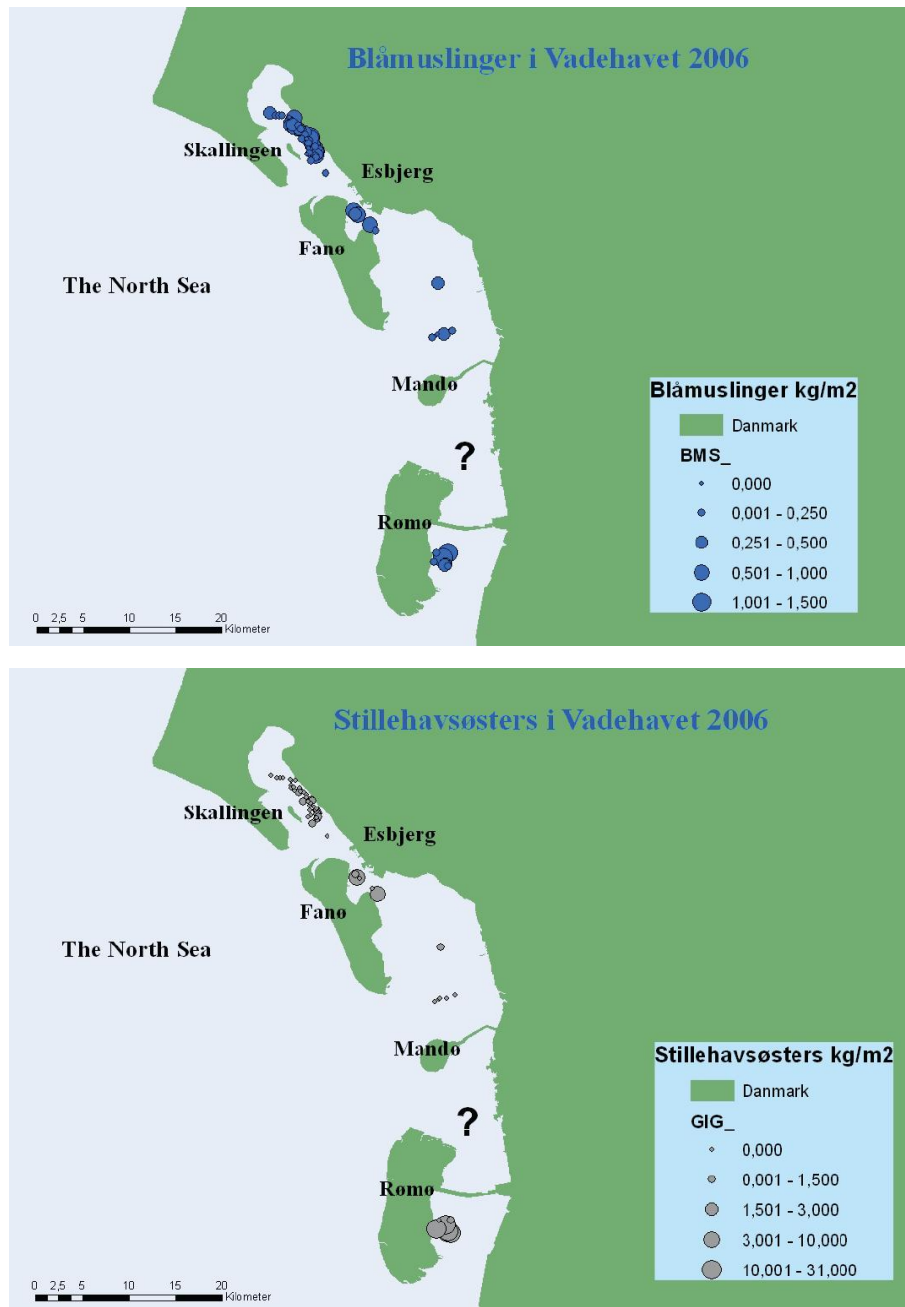 Blåmuslinger i Vadehavet 2006
Skallingen
Esbjerg
Fanø
The North Sea
Mandø
?
Rømø
Blåmuslinger kg/m2
Danmark
BMS_
0,000
0,001 - 0,250
0,251 - 0,500
0,501 - 1,000
1,001 - 1,500
0 2,5 5 10 15 20
Kilometer
Stillehavsøsters i Vadehavet 2006
Skallingen
Esbjerg
Fanø
The North Sea
Mandø
?
Rømø
Stillehavsøsters kg/m2
Danmark
GIG_
0,000
0,001 - 1,500
1,501 - 3,000
3,001 - 10,000
10,001 - 31,000
0 2,5 5 10 15 20
Kilometer